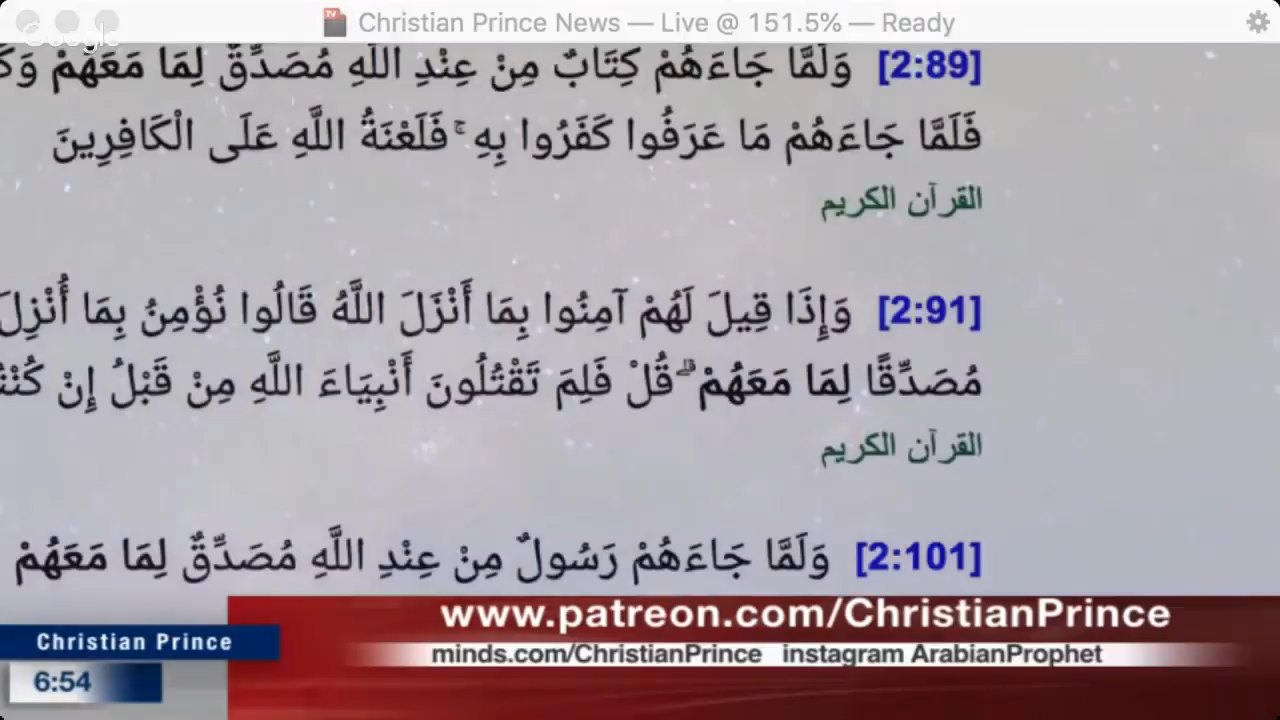 Christian Prince News — Live @ 151.5% — Ready
Google
[2:89] وَلَمَّا جَاءَهُمْ كِتَابٌ مِنْ عِنْدِ اللَّهِ مُصَدِّقٌ لِمَا مَعَهُمْ
فَلَمَّا جَاءَهُمْ مَا عَرَفُوا كَفَرُوا بِهِ ۚ فَلَعْنَةُ اللَّهِ عَلَى الْكَافِرِينَ
القرآن الكريم
[2:91] وَإِذَا قِيلَ لَهُمْ آمِنُوا بِمَا أَنْزَلَ اللَّهُ قَالُوا نُؤْمِنُ بِمَا أُنْزِلَ
مُصَدِّقًا لِمَا مَعَهُمْ ۗ قُلْ فَلِمَ تَقْتُلُونَ أَنْبِيَاءَ اللَّهِ مِنْ قَبْلُ إِنْ
القرآن الكريم
[2:101] وَلَمَّا جَاءَهُمْ رَسُولٌ مِنْ عِنْدِ اللَّهِ مُصَدِّقٌ لِمَا مَعَهُمْ
www.patreon.com/ChristianPrince
Christian Prince
minds.com/ChristianPrince instagram ArabianProphet
6:54